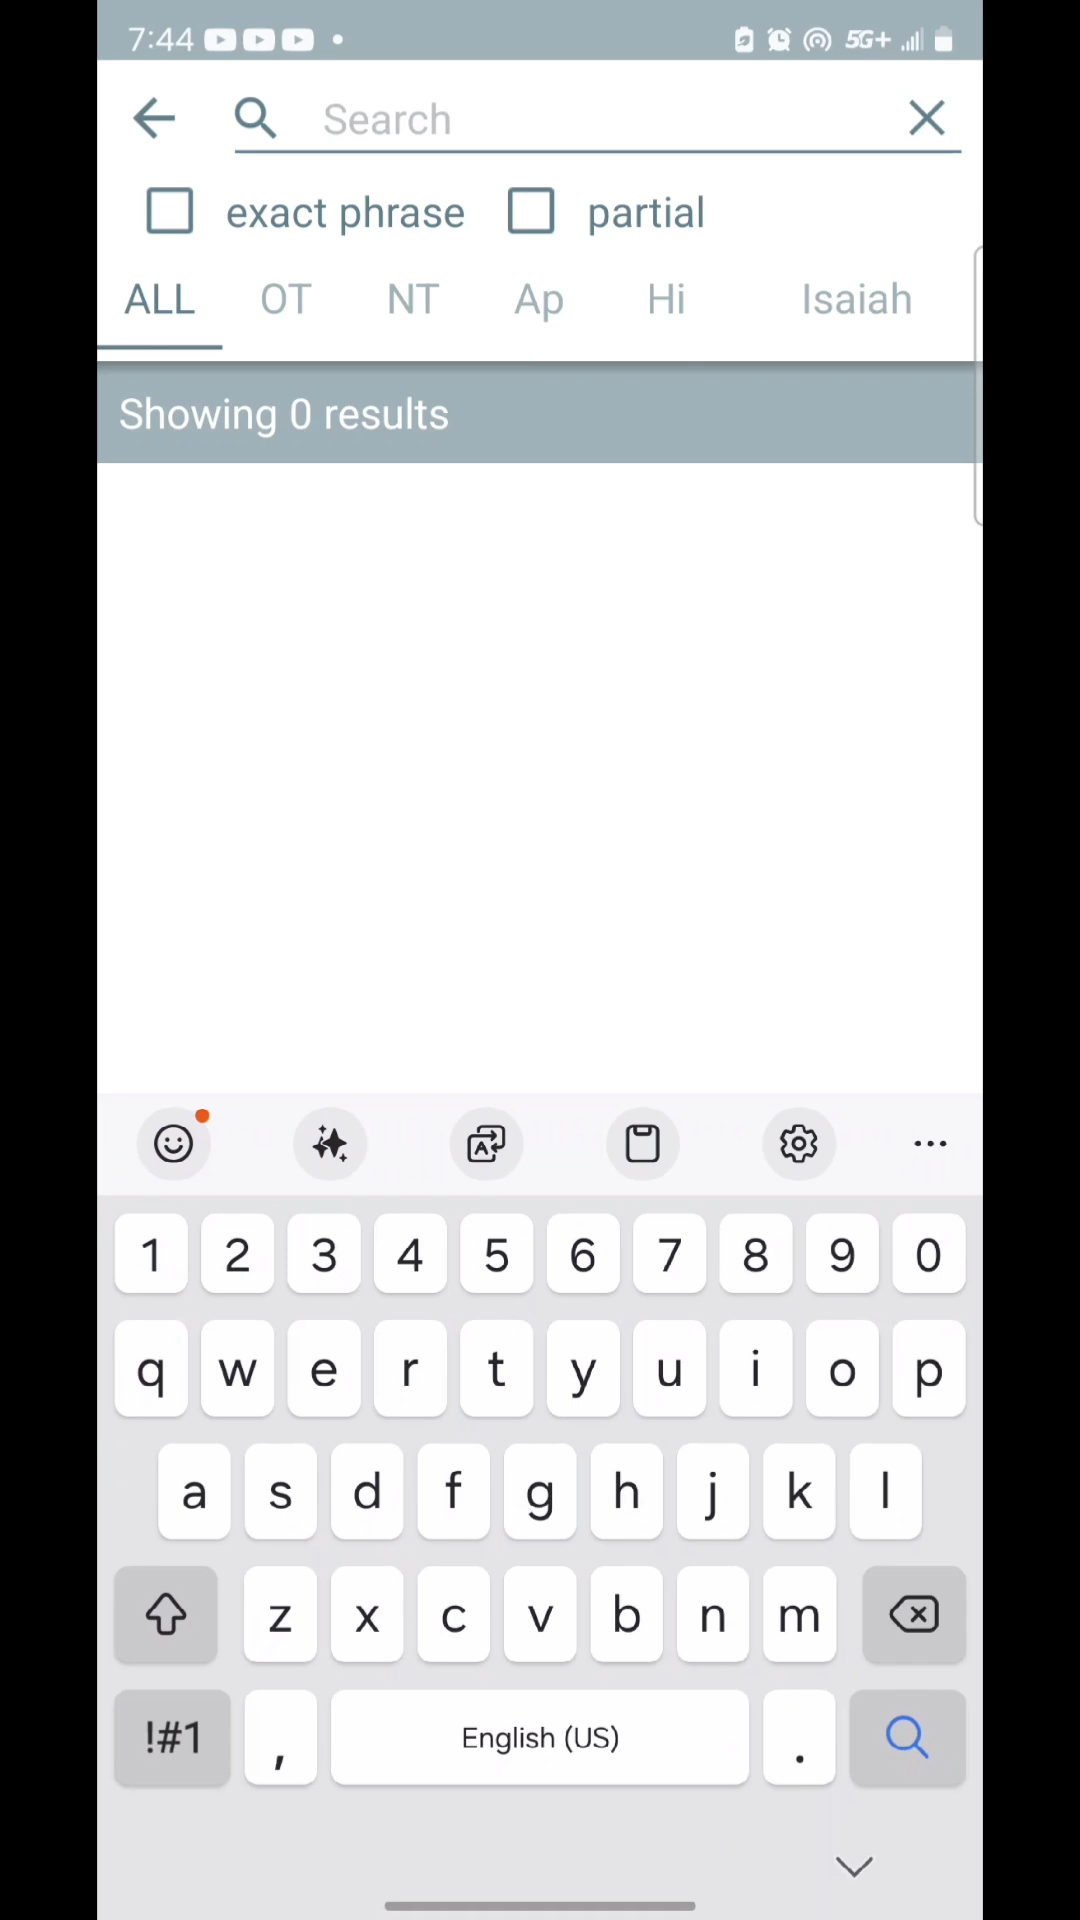 7:44 5G+
Search
exact phrase partial
ALL OT NT Ap Hi Isaiah
Showing 0 results
1 2 3 4 5 6 7 8 9 0
q w e r t y u i o p
a s d f g h j k l
z x c v b n m
!#1 , English (US) .